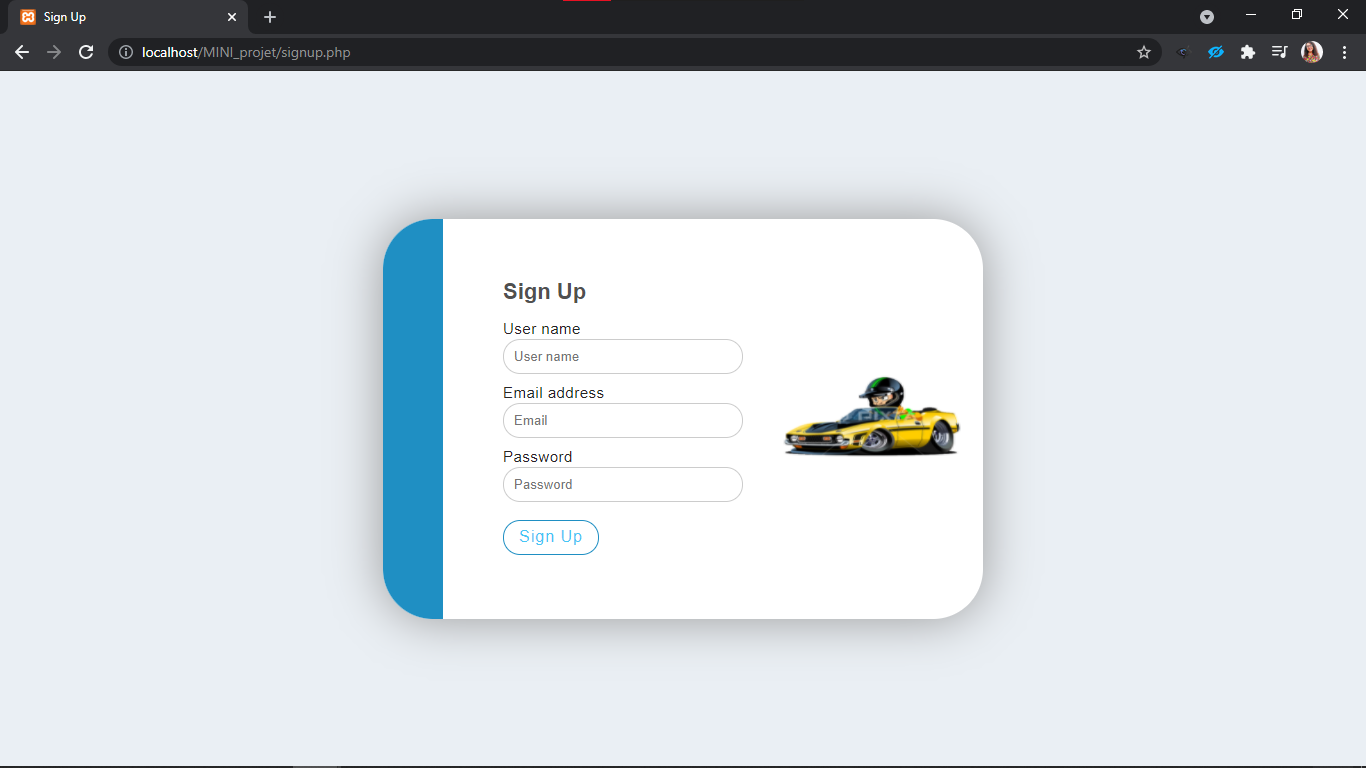 Sign Up
localhost/MINI_projet/signup.php
Sign Up
User name
User name
Email address
Email
Password
Password
Sign Up